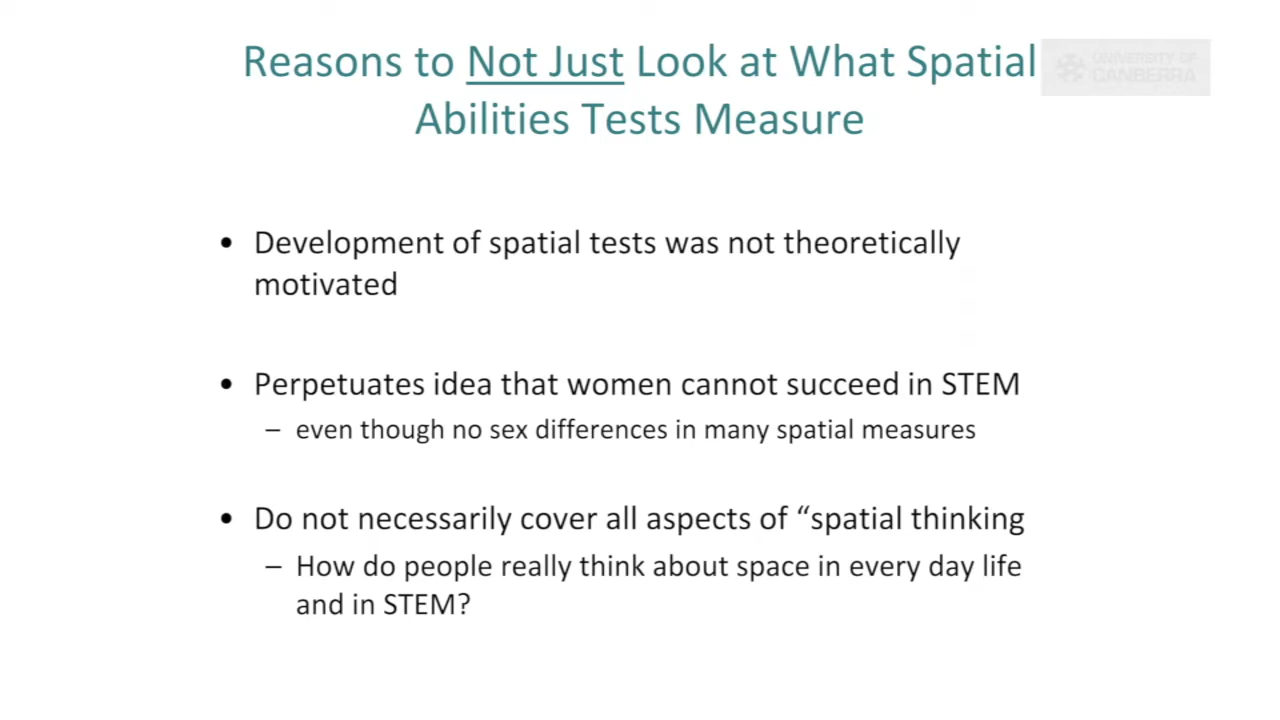 Reasons to Not Just Look at What Spatial
UNIVERSITY OF
CANBERRA
Abilities Tests Measure
• Development of spatial tests was not theoretically
motivated
• Perpetuates idea that women cannot succeed in STEM
– even though no sex differences in many spatial measures
• Do not necessarily cover all aspects of “spatial thinking
– How do people really think about space in every day life
and in STEM?